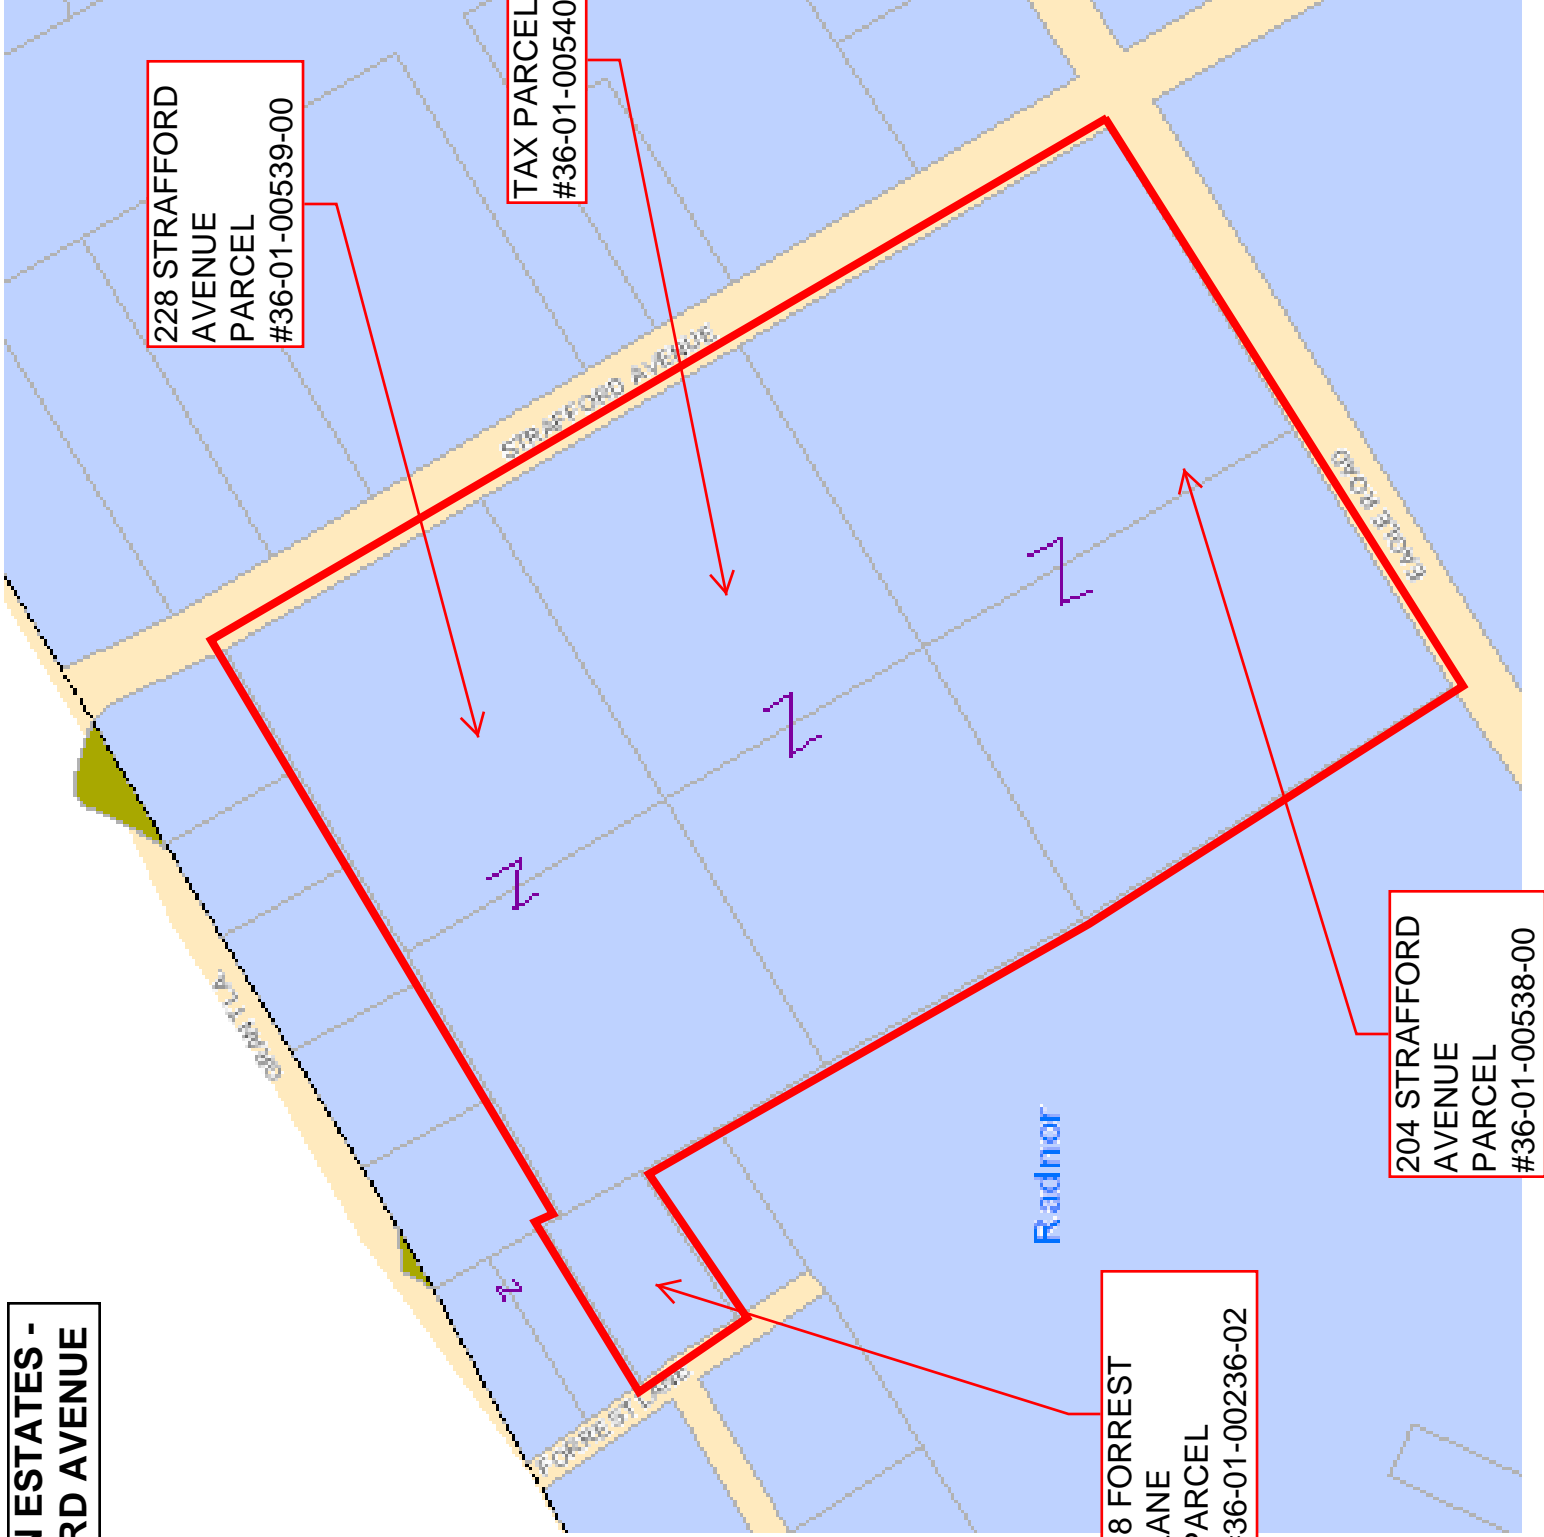 N ESTATES -
RD AVENUE
228 STRAFFORD
AVENUE
PARCEL
#36-01-00539-00
TAX PARCEL
#36-01-00540
STRAFFORD AVENUE
EAGLE ROAD
GRANT LA
FORREST LANE
Radnor
8 FORREST
ANE
PARCEL
36-01-00236-02
204 STRAFFORD
AVENUE
PARCEL
#36-01-00538-00